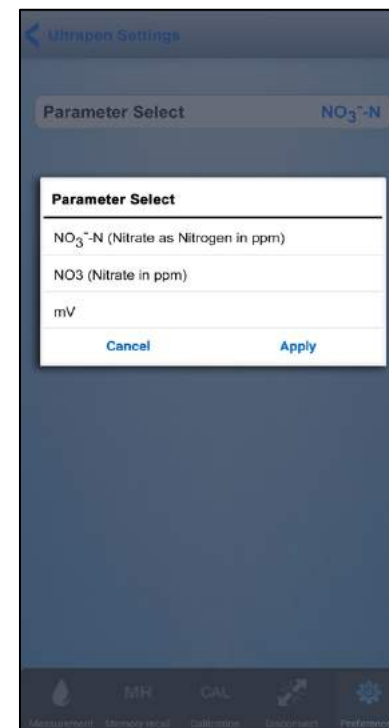 Ultrapen Settings
Parameter Select NO₃⁻-N
Parameter Select
NO₃⁻-N (Nitrate as Nitrogen in ppm)
NO3 (Nitrate in ppm)
mV
Cancel Apply
MH CAL
Measurement Memory recall Calibration Disconnect Preference